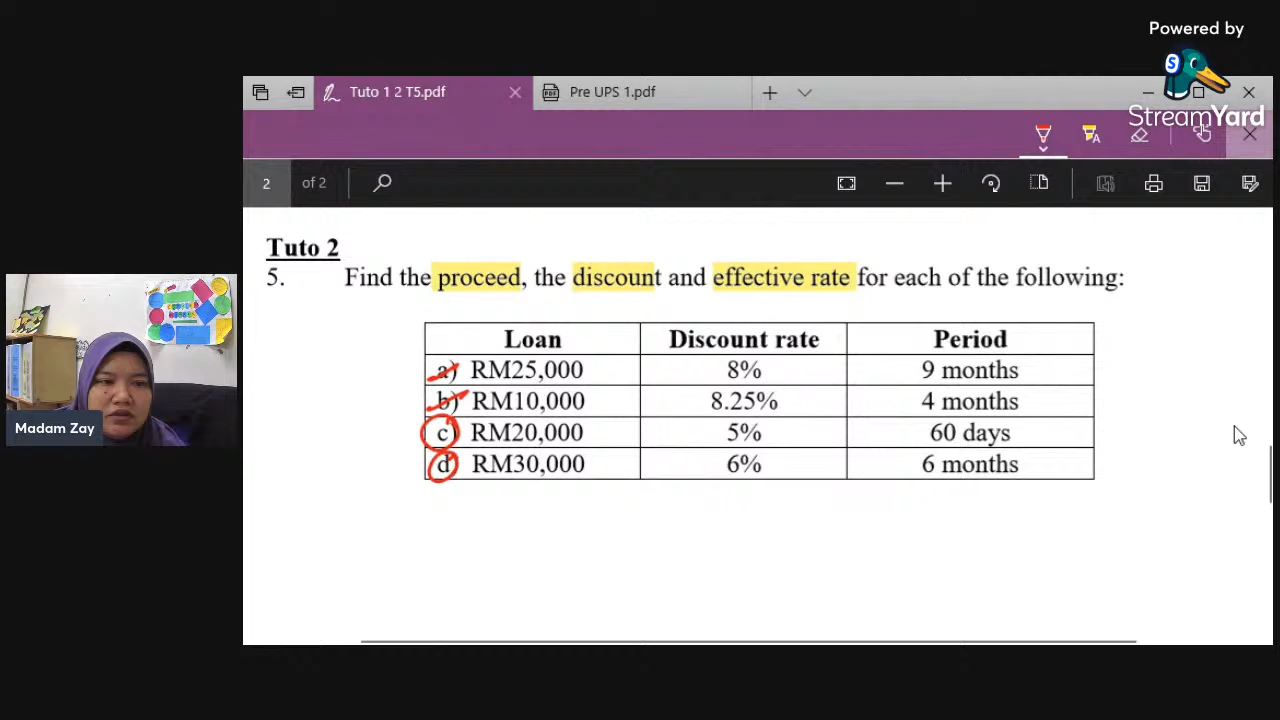 Powered by
StreamYard
Tuto 1 2 T5.pdf
Pre UPS 1.pdf
2 of 2
Tuto 2
5. Find the proceed, the discount and effective rate for each of the following:
Loan Discount rate Period
a) RM25,000 8% 9 months
b) RM10,000 8.25% 4 months
c) RM20,000 5% 60 days
d RM30,000 6% 6 months
Madam Zay